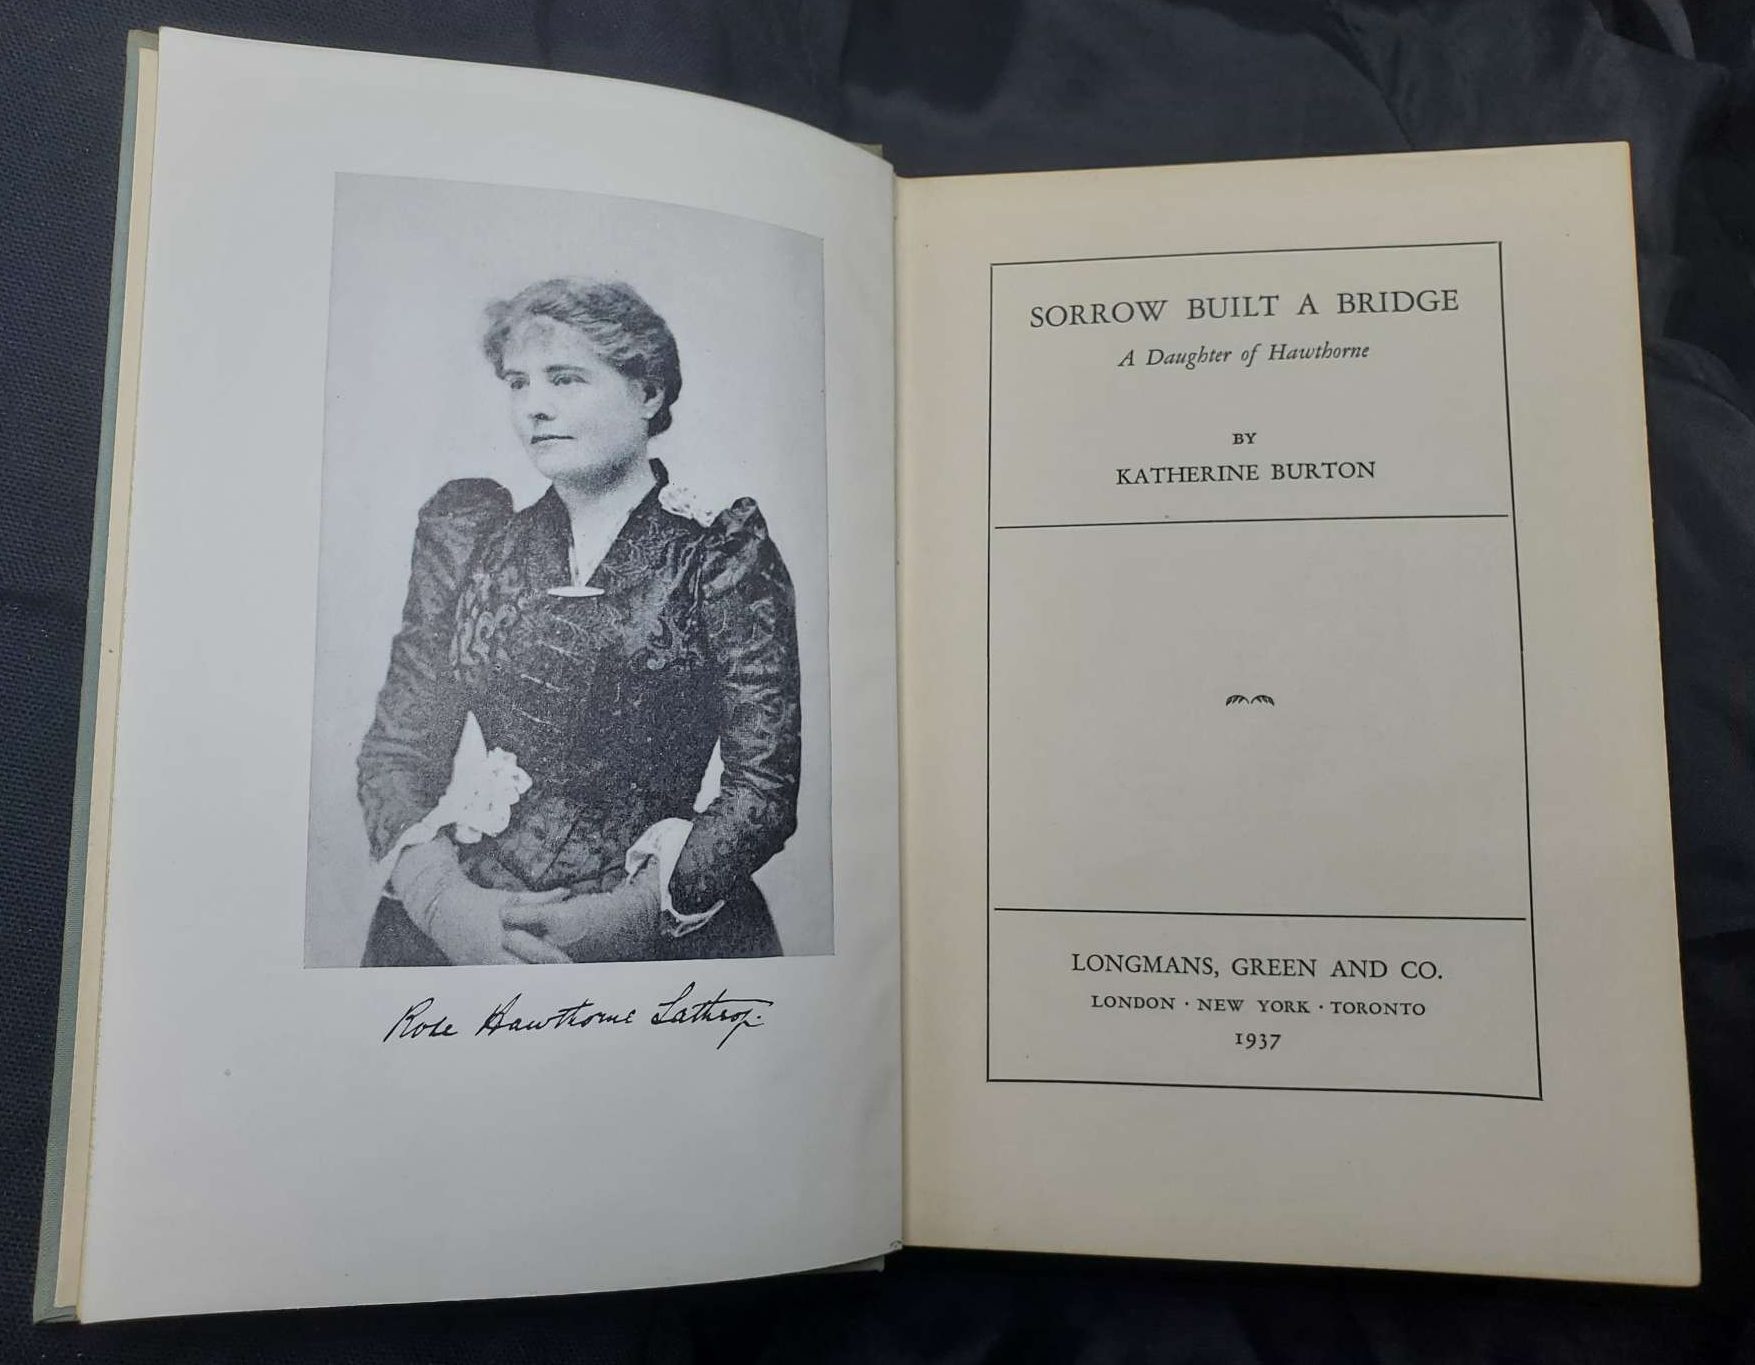 Rose Hawthorne Lathrop.
SORROW BUILT A BRIDGE
A Daughter of Hawthorne
BY
KATHERINE BURTON
LONGMANS, GREEN AND CO.
LONDON · NEW YORK · TORONTO
1937